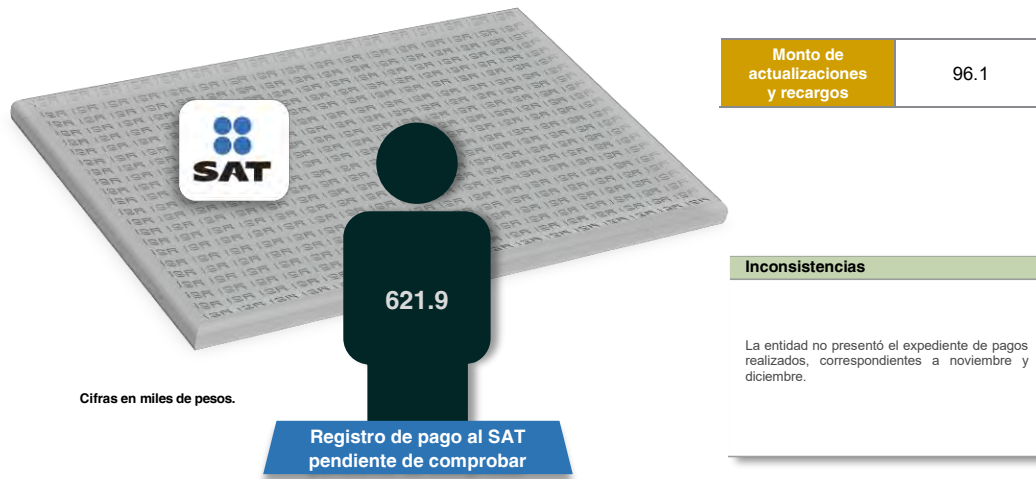 SAT
621.9
Cifras en miles de pesos.
Registro de pago al SAT
pendiente de comprobar
Monto de
actualizaciones
y recargos
96.1
Inconsistencias
La entidad no presentó el expediente de pagos
realizados, correspondientes a noviembre y
diciembre.